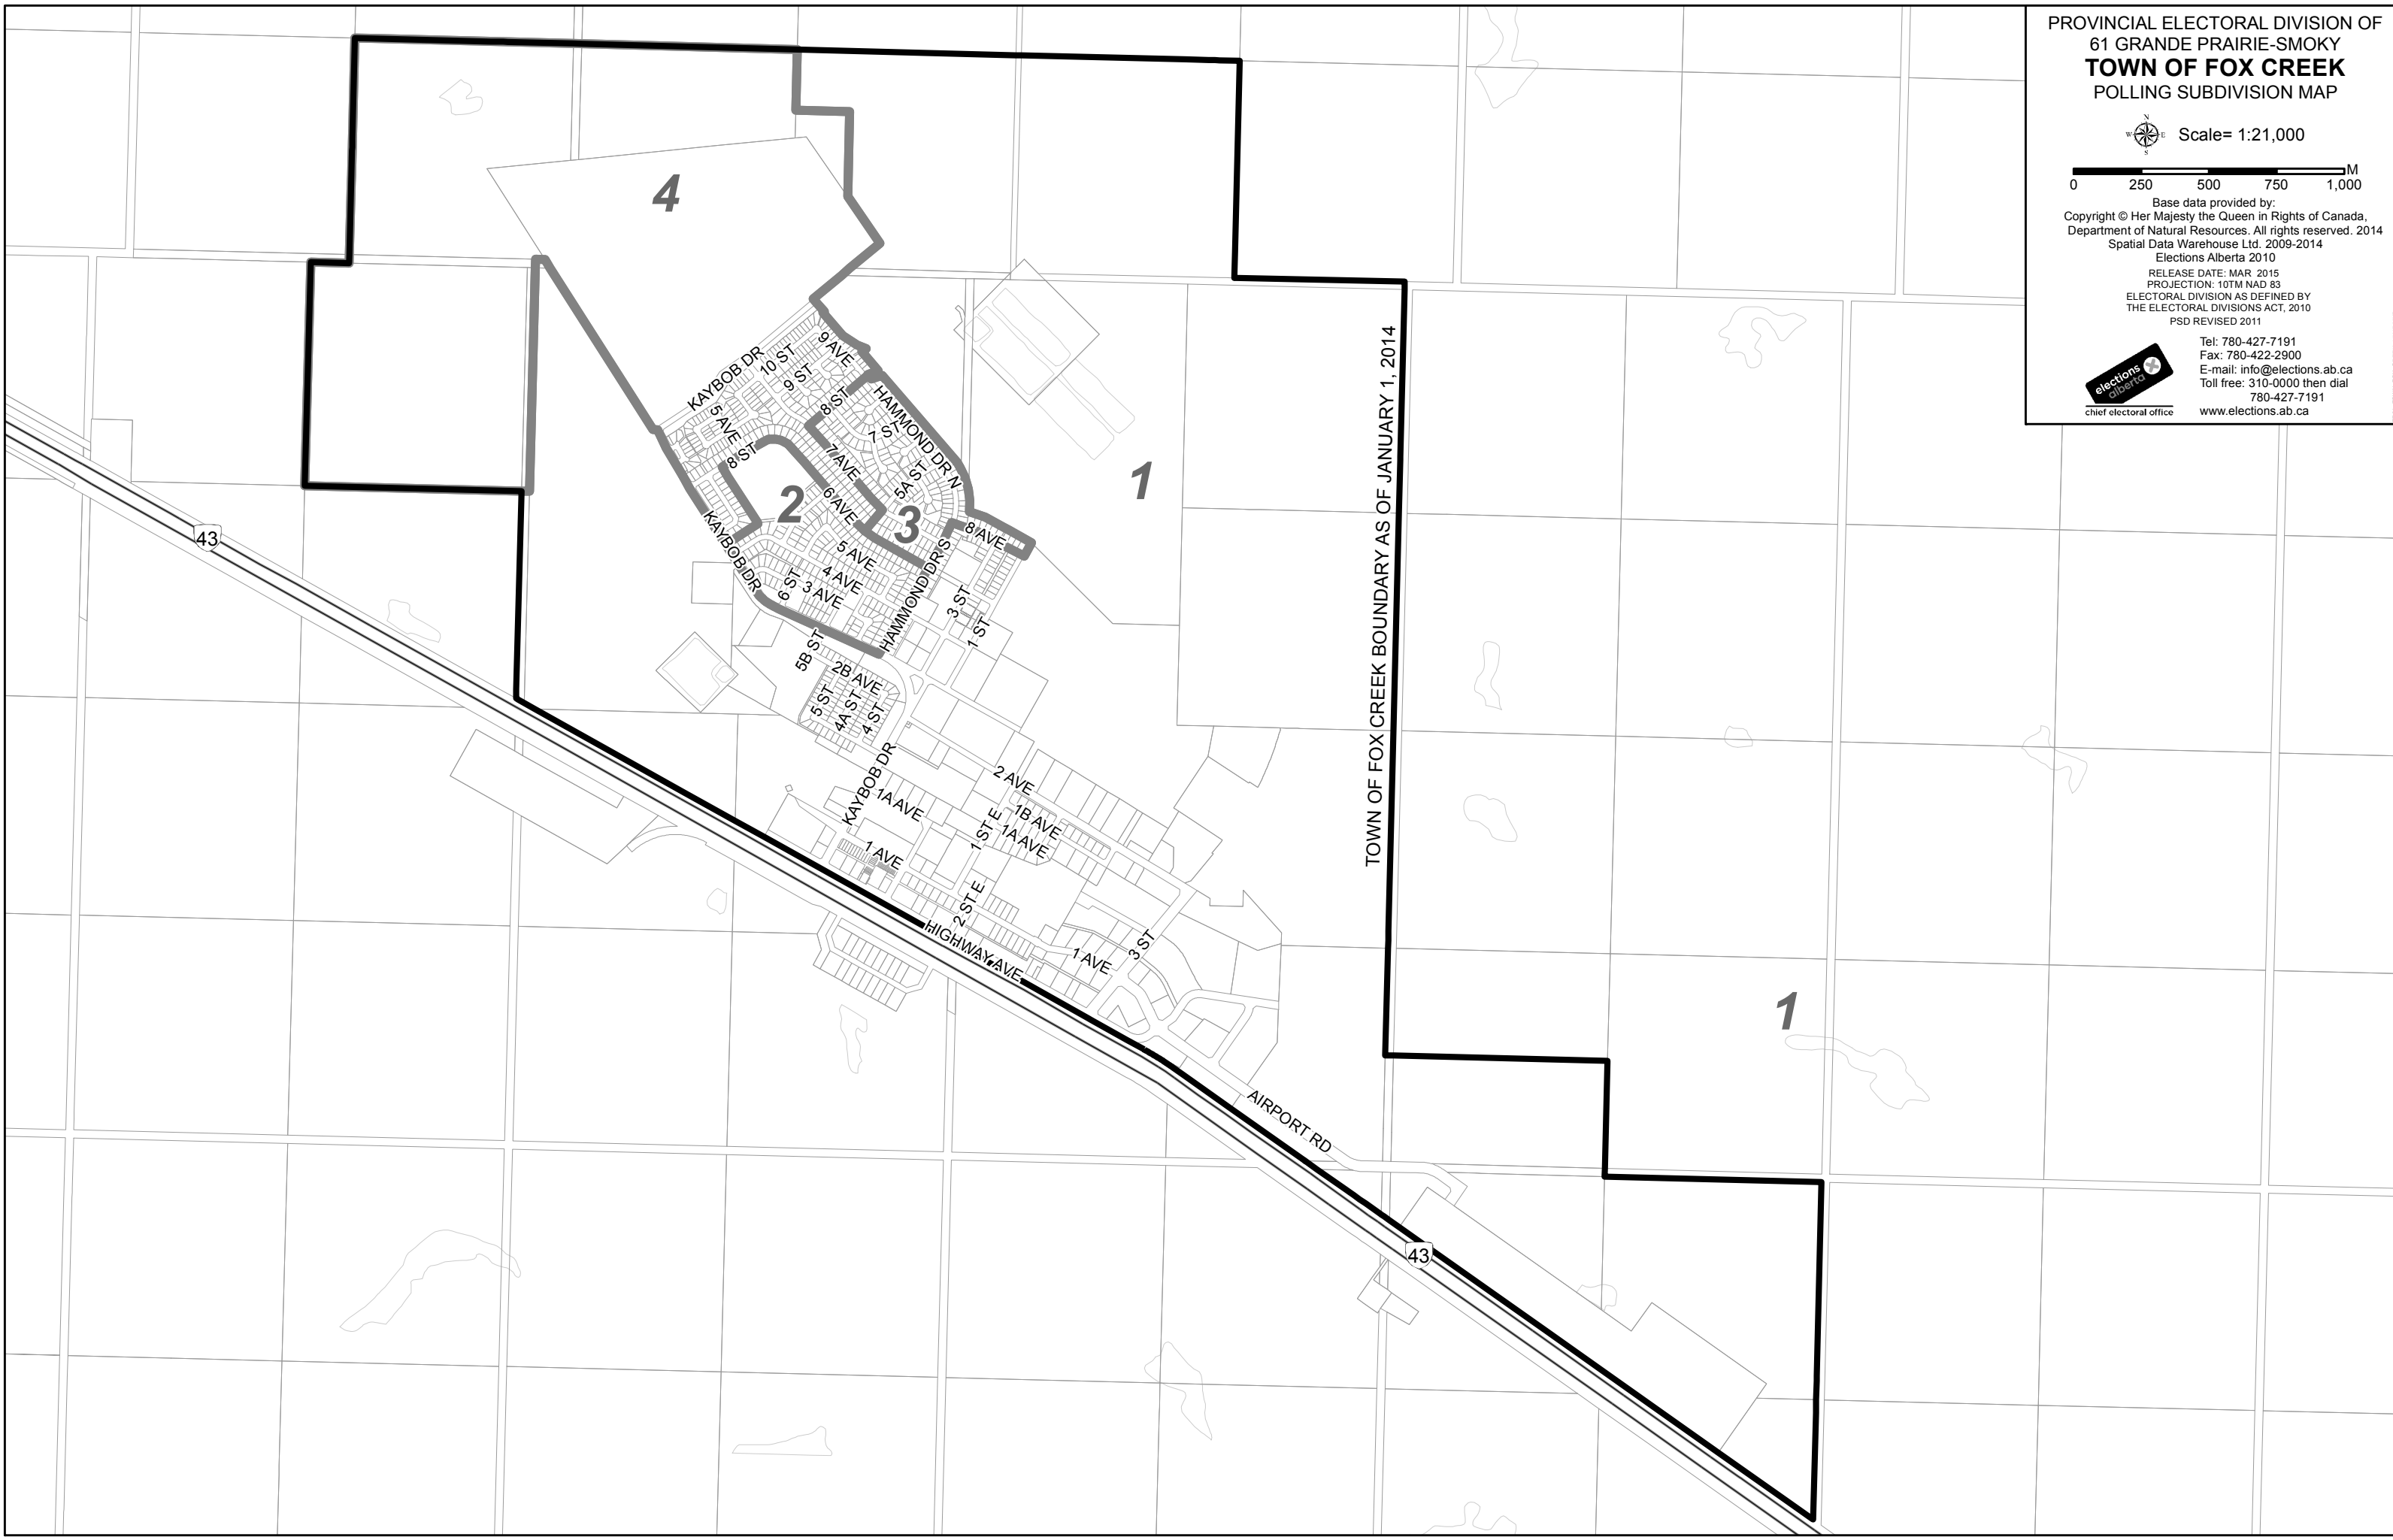 PROVINCIAL ELECTORAL DIVISION OF
61 GRANDE PRAIRIE-SMOKY
TOWN OF FOX CREEK
POLLING SUBDIVISION MAP
N
W E
S
Scale= 1:21,000
M
0 250 500 750 1,000
Base data provided by:
Copyright © Her Majesty the Queen in Rights of Canada,
Department of Natural Resources. All rights reserved. 2014
Spatial Data Warehouse Ltd. 2009-2014
Elections Alberta 2010
RELEASE DATE: MAR 2015
PROJECTION: 10TM NAD 83
ELECTORAL DIVISION AS DEFINED BY
THE ELECTORAL DIVISIONS ACT, 2010
PSD REVISED 2011
elections
alberta
chief electoral office
Tel: 780-427-7191
Fax: 780-422-2900
E-mail: info@elections.ab.ca
Toll free: 310-0000 then dial
780-427-7191
www.elections.ab.ca
4
KAYBOB DR
10 ST
9 AVE
9 ST
5 AVE
8 ST
8 ST
HAMMOND DR N
7 ST
7 AVE
5A ST
6 AVE
2
3
1
TOWN OF FOX CREEK BOUNDARY AS OF JANUARY 1, 2014
43
KAYBOB DR
8 AVE
5 AVE
4 AVE
6 ST
3 AVE
HAMMOND DR S
3 ST
1 ST
5B ST
2B AVE
5 ST
4A ST
4 ST
KAYBOB DR
2 AVE
1A AVE
1B AVE
1 ST E
1A AVE
1 AVE
2 ST E
HIGHWAY AVE
1 AVE
3 ST
1
AIRPORT RD
43